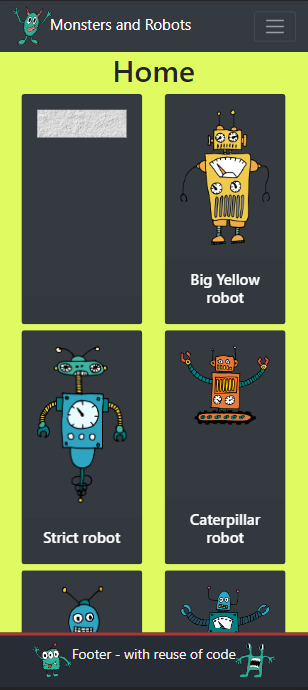 Monsters and Robots
Home
Big Yellow
robot
Strict robot
Caterpillar
robot
Footer - with reuse of code